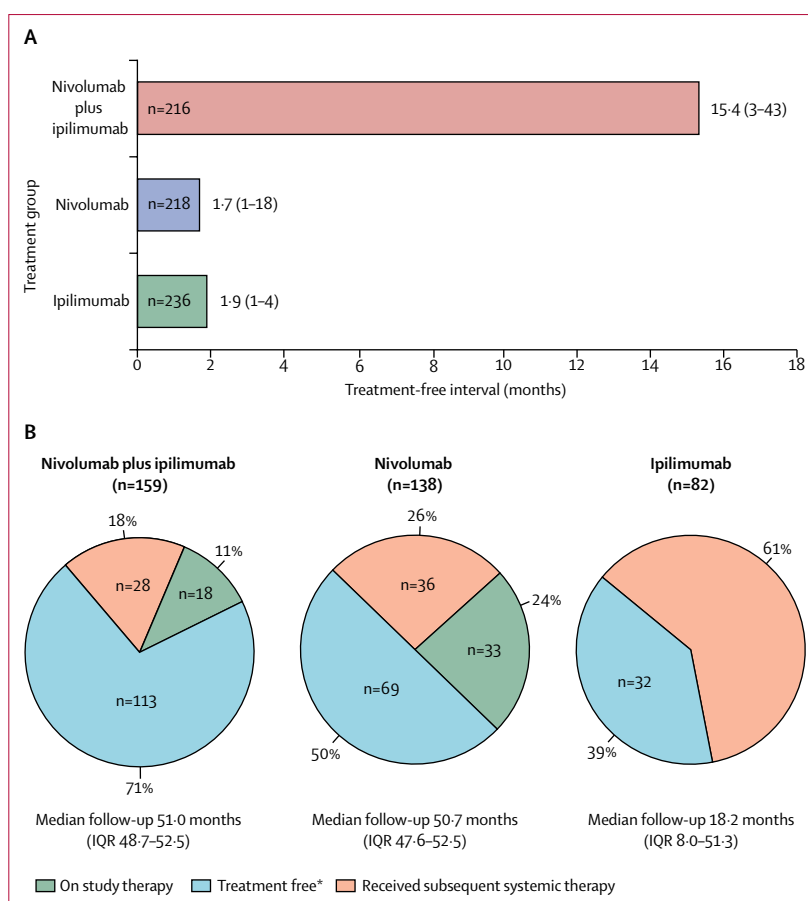 A
Nivolumab
plus
ipilimumab
n=216
15·4 (3–43)
Nivolumab
n=218
1·7 (1–18)
Ipilimumab
n=236
1·9 (1–4)
Treatment group
0 2 4 6 8 10 12 14 16 18
Treatment-free interval (months)
B
Nivolumab plus ipilimumab
(n=159)
18%
11%
n=28
n=18
n=113
71%
Median follow-up 51·0 months
(IQR 48·7–52·5)
Nivolumab
(n=138)
26%
n=36
24%
n=33
n=69
50%
Median follow-up 50·7 months
(IQR 47·6–52·5)
Ipilimumab
(n=82)
61%
n=32
39%
Median follow-up 18·2 months
(IQR 8·0–51·3)
On study therapy Treatment free* Received subsequent systemic therapy